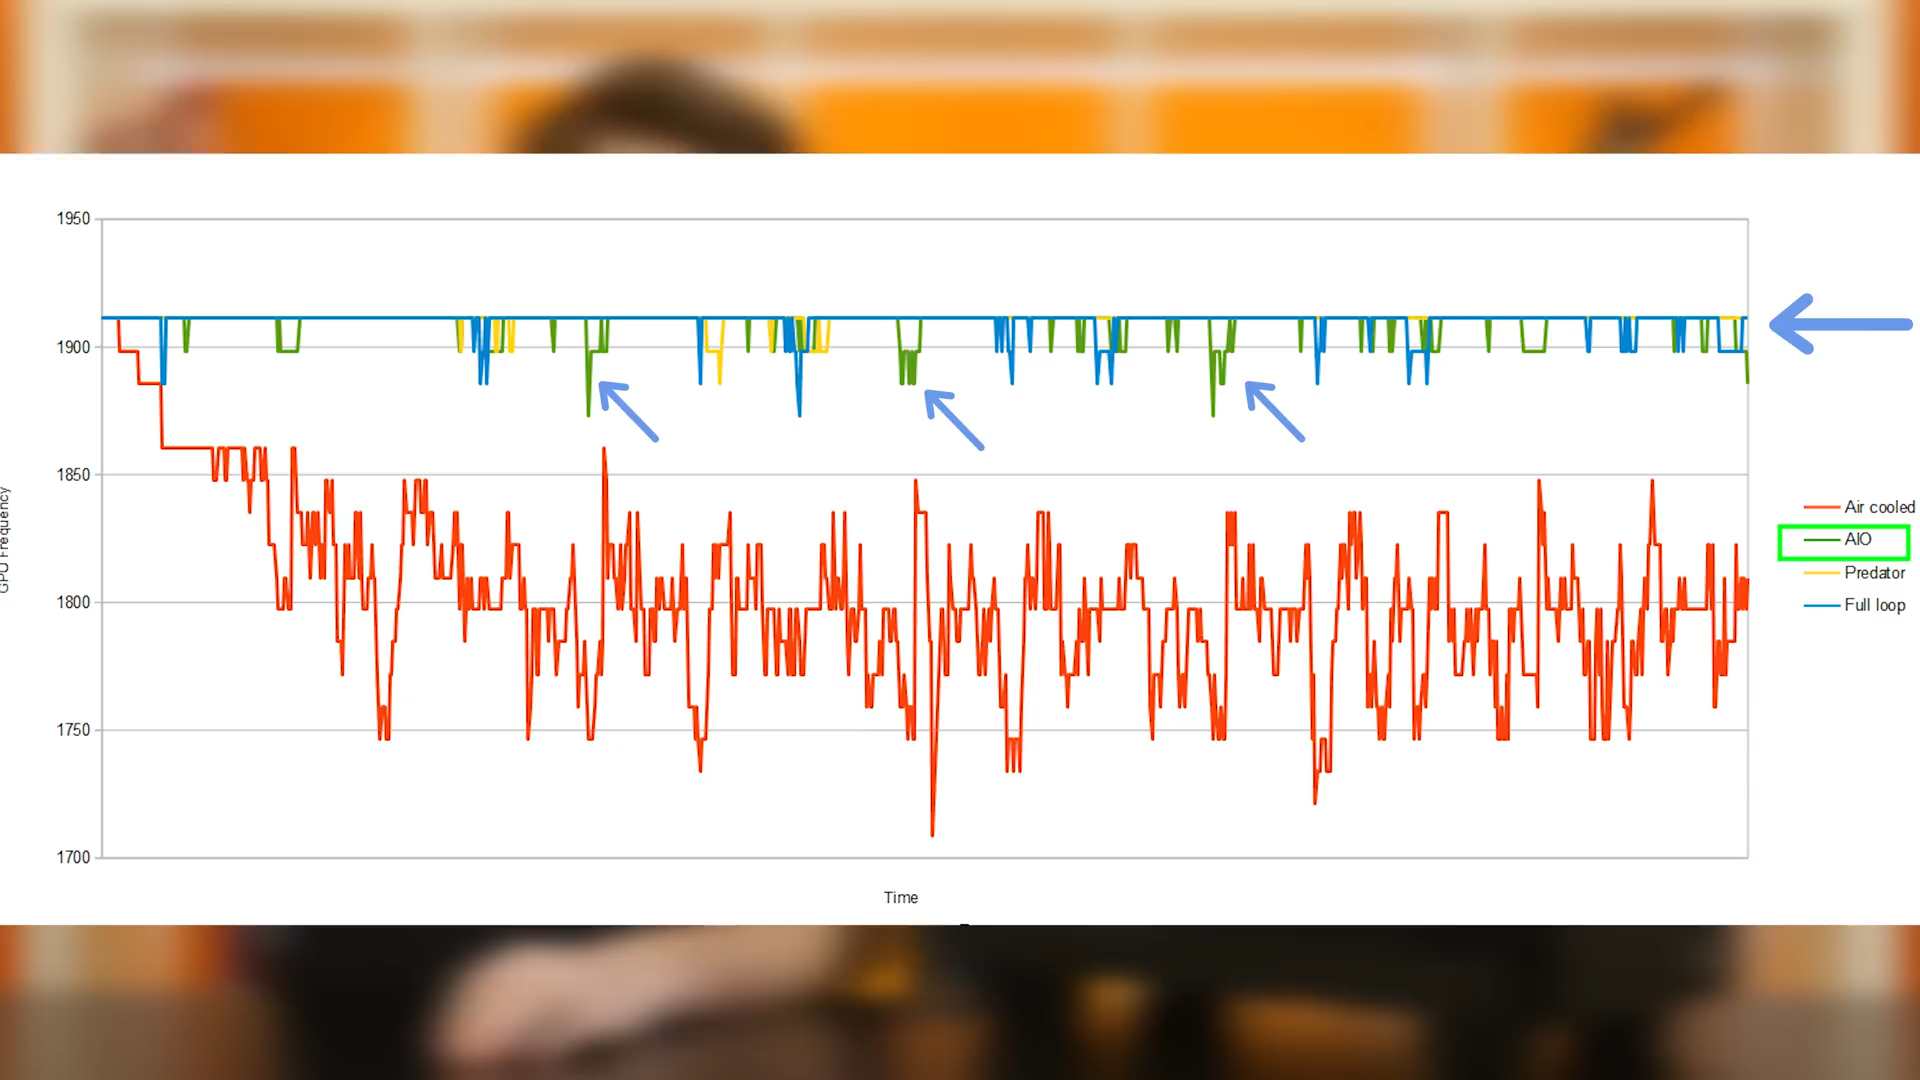 1950
1900
1850
1800
1750
1700
GPU Frequency
Time
Air cooled
AIO
Predator
Full loop